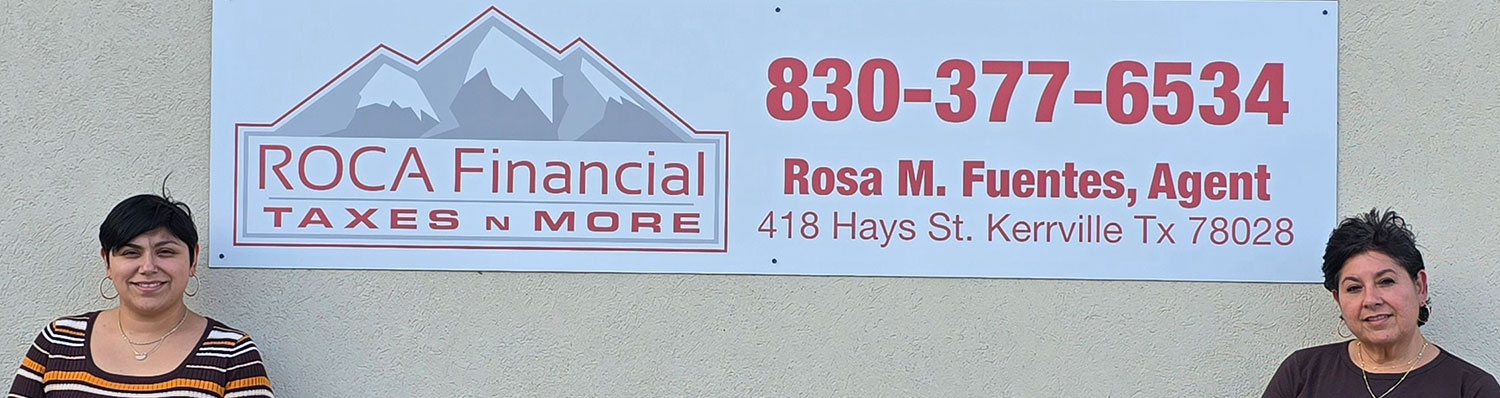 ROCA Financial
TAXES N MORE
830-377-6534
Rosa M. Fuentes, Agent
418 Hays St. Kerrville Tx 78028